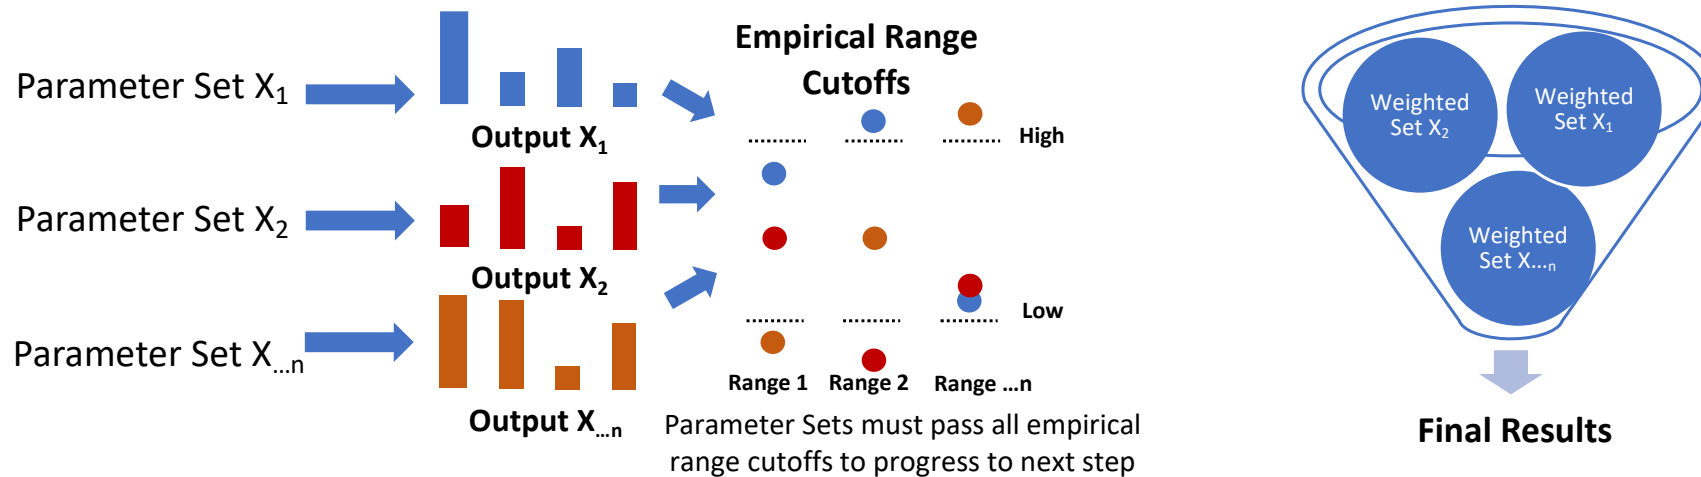 Parameter Set X1
Parameter Set X2
Parameter Set X...n
Output X1
Output X2
Output X...n
Empirical Range
Cutoffs
High
Low
Range 1
Range 2
Range ...n
Parameter Sets must pass all empirical
range cutoffs to progress to next step
Weighted
Set X2
Weighted
Set X1
Weighted
Set X...n
Final Results